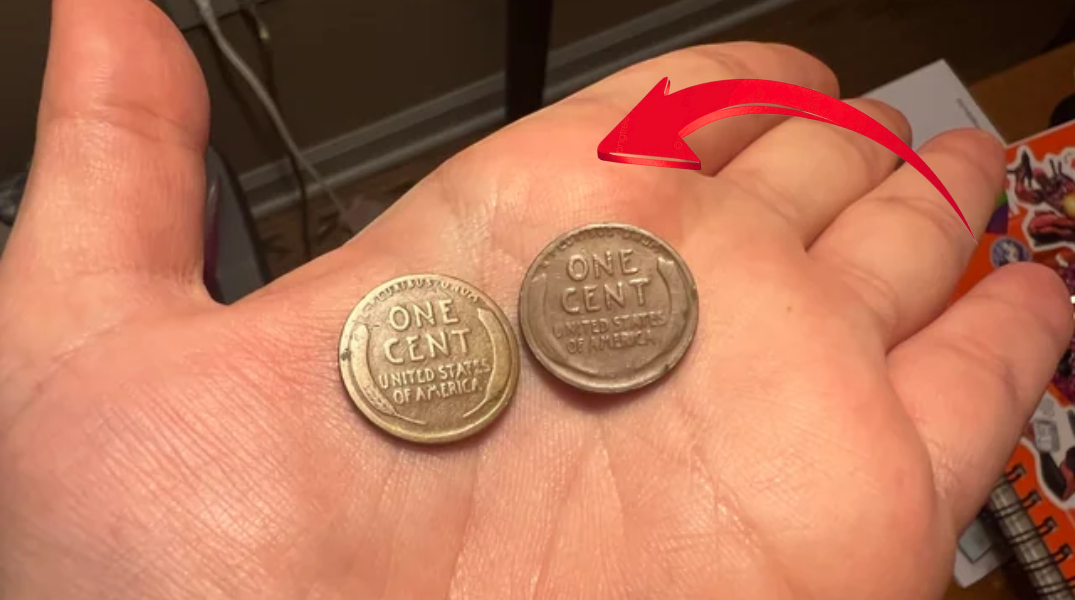 ONE
CENT
UNITED STATES
OF AMERICA
ONE
CENT
UNITED STATES
OF AMERICA